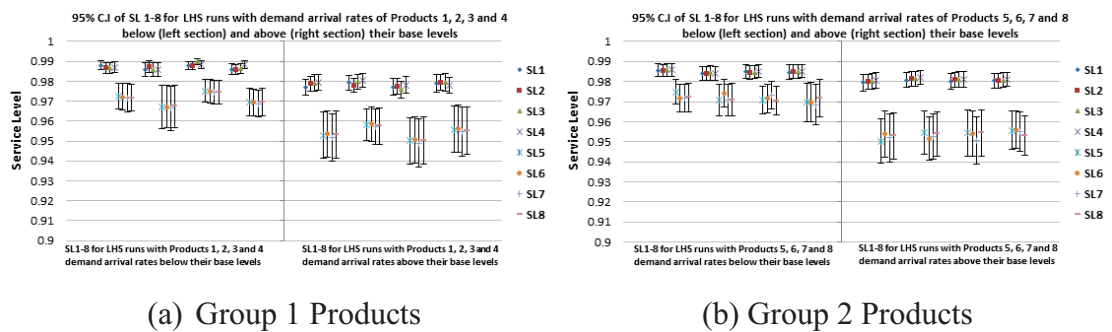 95% C.I of SL 1-8 for LHS runs with demand arrival rates of Products 1, 2, 3 and 4
below (left section) and above (right section) their base levels
1
0.99
0.98
0.97
0.96
0.95
0.94
0.93
0.92
0.91
0.9
Service Level
SL1
SL2
SL3
SL4
SL5
SL6
SL7
SL8
SL1-8 for LHS runs with Products 1, 2, 3 and 4
demand arrival rates below their base levels
SL1-8 for LHS runs with Products 1, 2, 3 and 4
demand arrival rates above their base levels
(a) Group 1 Products
95% C.I of SL 1-8 for LHS runs with demand arrival rates of Products 5, 6, 7 and 8
below (left section) and above (right section) their base levels
1
0.99
0.98
0.97
0.96
0.95
0.94
0.93
0.92
0.91
0.9
Service Level
SL1
SL2
SL3
SL4
SL5
SL6
SL7
SL8
SL1-8 for LHS runs with Products 5, 6, 7 and 8
demand arrival rates below their base levels
SL1-8 for LHS runs with Products 5, 6, 7 and 8
demand arrival rates above their base levels
(b) Group 2 Products